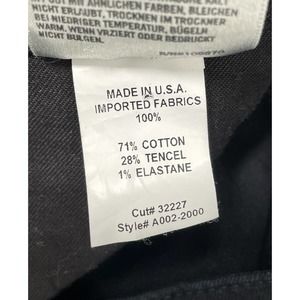 MIT ÄHNLICHEN FARBEN, BLEICHEN
NICHT ERLAUBT, TROCKNEN IM TROCKNER
BEI NIEDRIGER TEMPERATUR, BÜGELN
WARM, WENN VERZIERT ODER BEDRUCKT
NICHT BÜGELN.
MADE IN U.S.A.
IMPORTED FABRICS
100%
71% COTTON
28% TENCEL
1% ELASTANE
Cut# 32227
Style# A002-2000